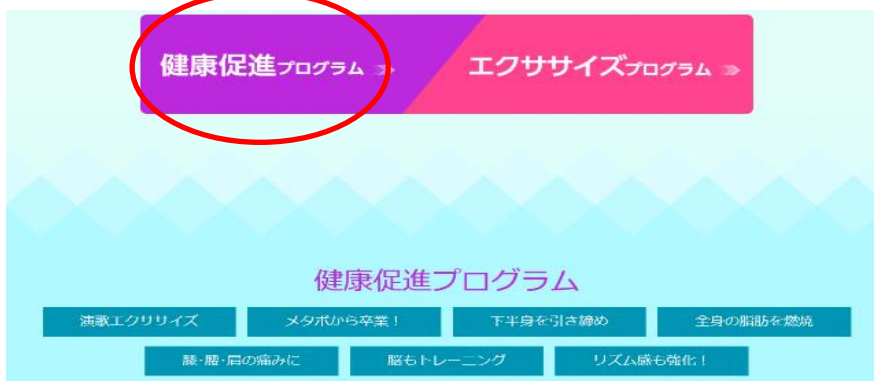 健康促進プログラム エクササイズプログラム
健康促進プログラム
演歌エクササイズ メタボから卒業! 下半身を引き締め 全身の脂肪を燃焼
膝・腰・肩の痛みに 脳もトレーニング リズム感も強化!